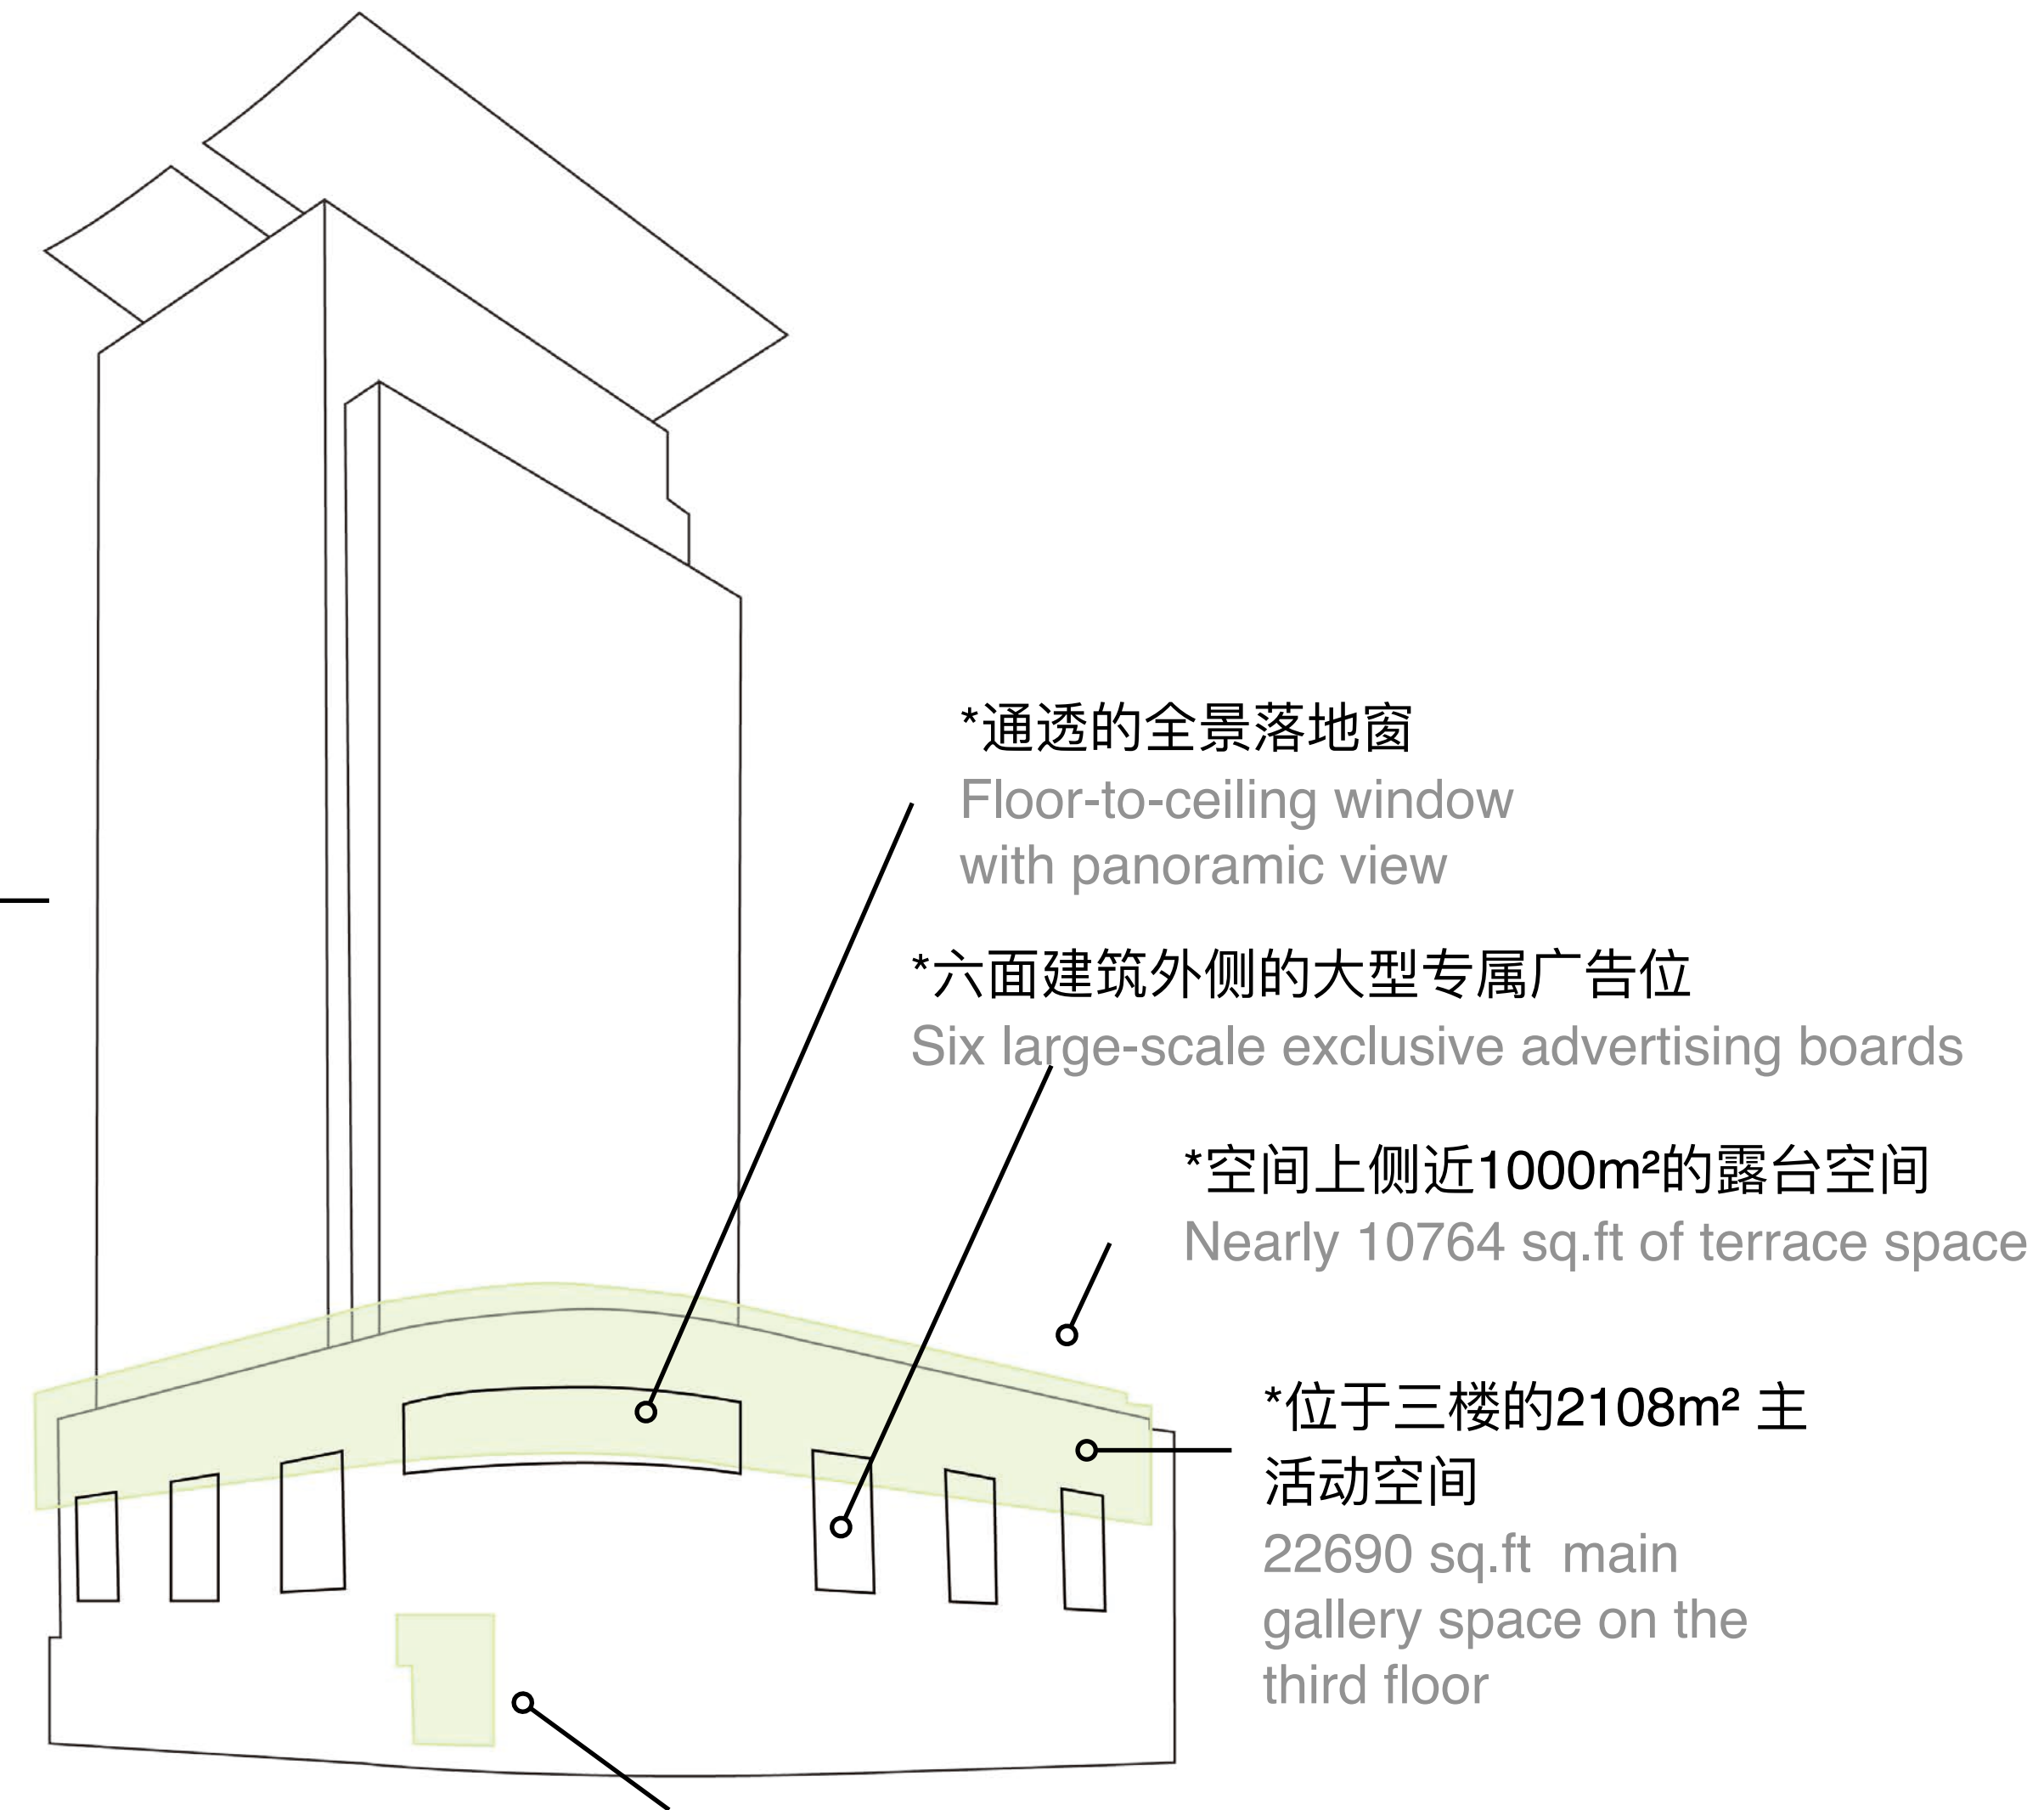 *通透的全景落地窗
Floor-to-ceiling window
with panoramic view
*六面建筑外侧的大型专属广告位
Six large-scale exclusive advertising boards
*空间上侧近1000m²的露台空间
Nearly 10764 sq.ft of terrace space
*位于三楼的2108m² 主
活动空间
22690 sq.ft  main
gallery space on the
third floor